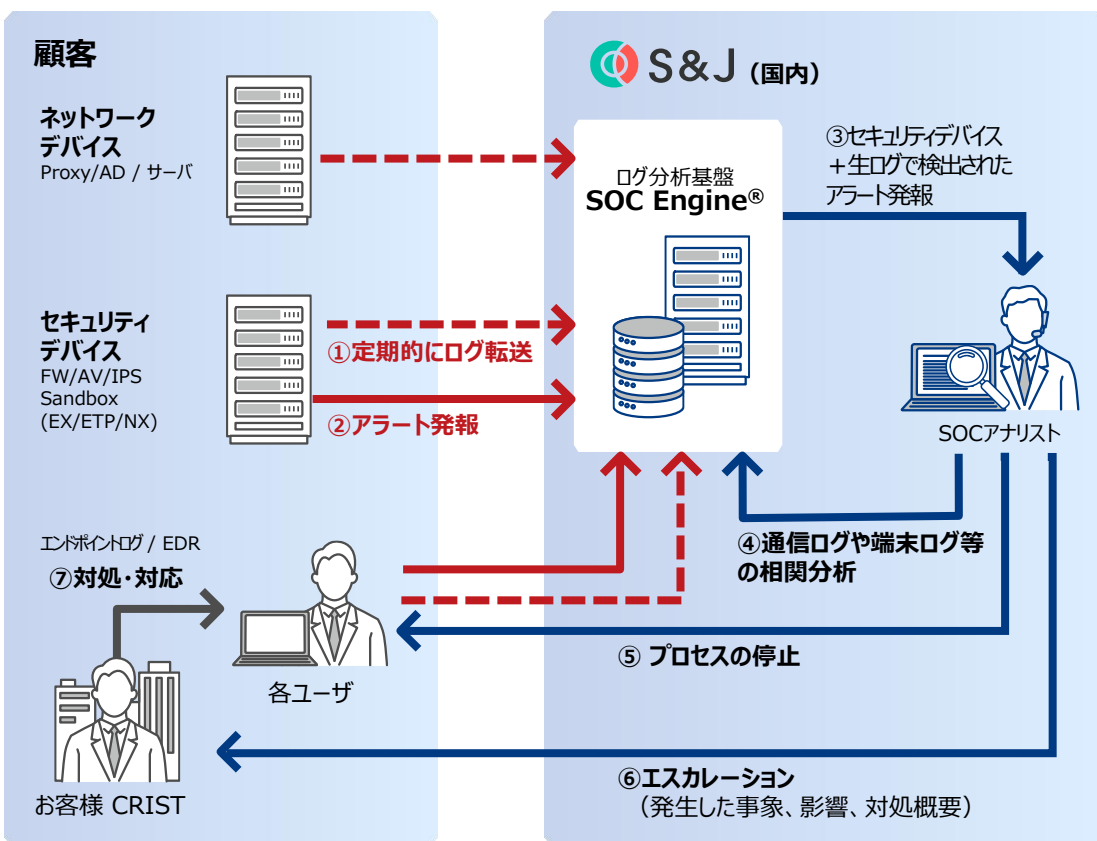 顧客
ネットワーク
デバイス
Proxy/AD / サーバ
セキュリティ
デバイス
FW/AV/IPS
Sandbox
(EX/ETP/NX)
①定期的にログ転送
②アラート発報
エンドポイントログ / EDR
⑦対処・対応
各ユーザ
お客様 CRIST
S&J（国内）
ログ分析基盤
SOC Engine®
③セキュリティデバイス
＋生ログで検出された
アラート発報
SOCアナリスト
④通信ログや端末ログ等
の相関分析
⑤ プロセスの停止
⑥エスカレーション
（発生した事象、影響、対処概要）